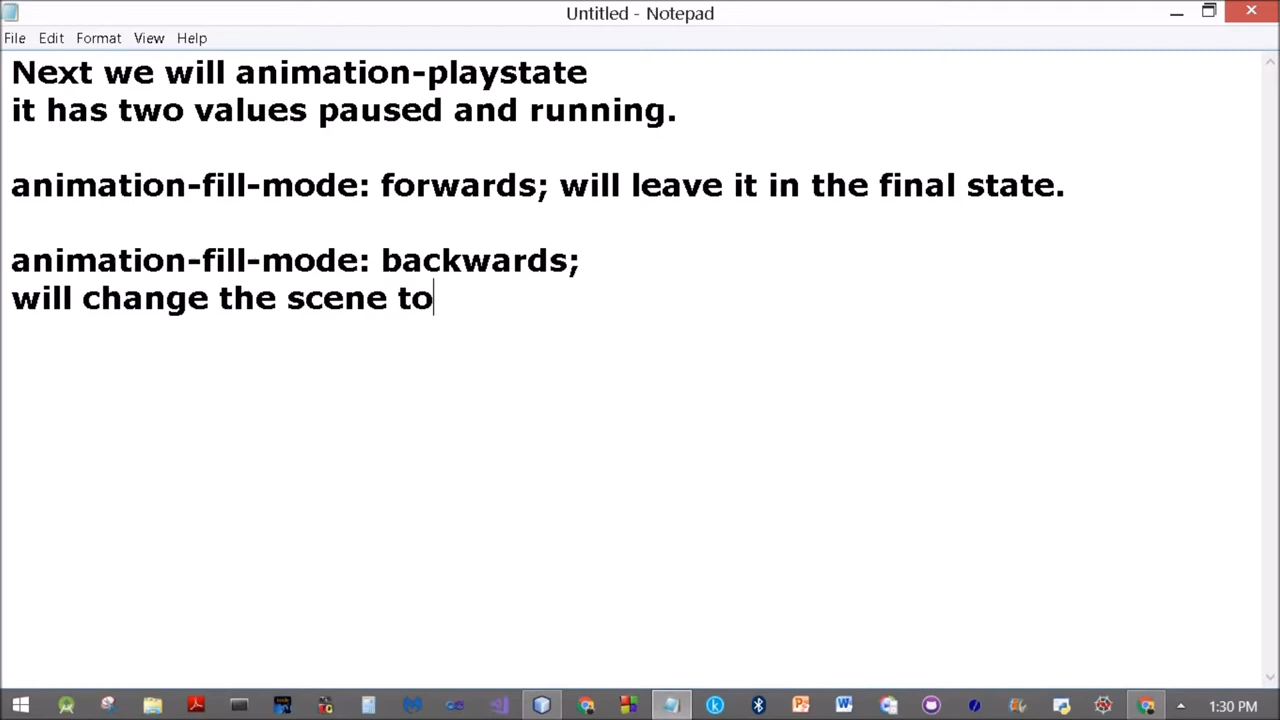 Untitled - Notepad
File Edit Format View Help
Next we will animation-playstate
it has two values paused and running.
animation-fill-mode: forwards; will leave it in the final state.
animation-fill-mode: backwards;
will change the scene to
1:30 PM